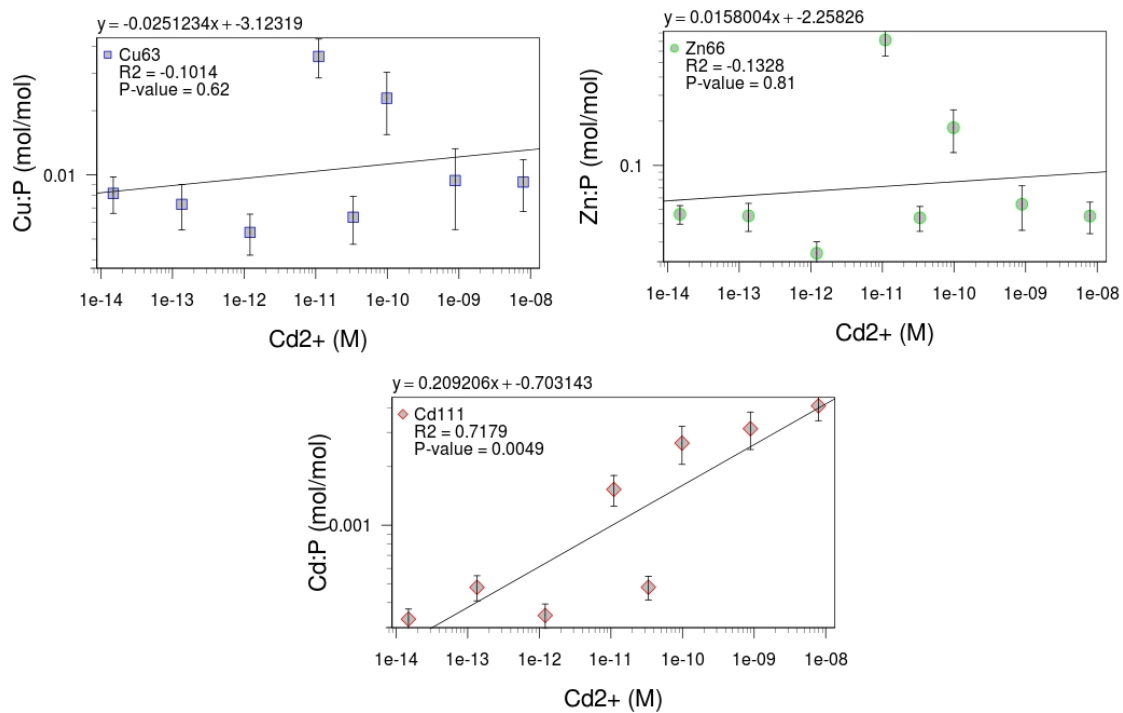 y = -0.0251234x + -3.12319
Cu63
R2 = -0.1014
P-value = 0.62
Cu:P (mol/mol)
0.01
1e-14 1e-13 1e-12 1e-11 1e-10 1e-09 1e-08
Cd2+ (M)
y = 0.0158004x + -2.25826
Zn66
R2 = -0.1328
P-value = 0.81
Zn:P (mol/mol)
0.1
1e-14 1e-13 1e-12 1e-11 1e-10 1e-09 1e-08
Cd2+ (M)
y = 0.209206x + -0.703143
Cd111
R2 = 0.7179
P-value = 0.0049
Cd:P (mol/mol)
0.001
1e-14 1e-13 1e-12 1e-11 1e-10 1e-09 1e-08
Cd2+ (M)